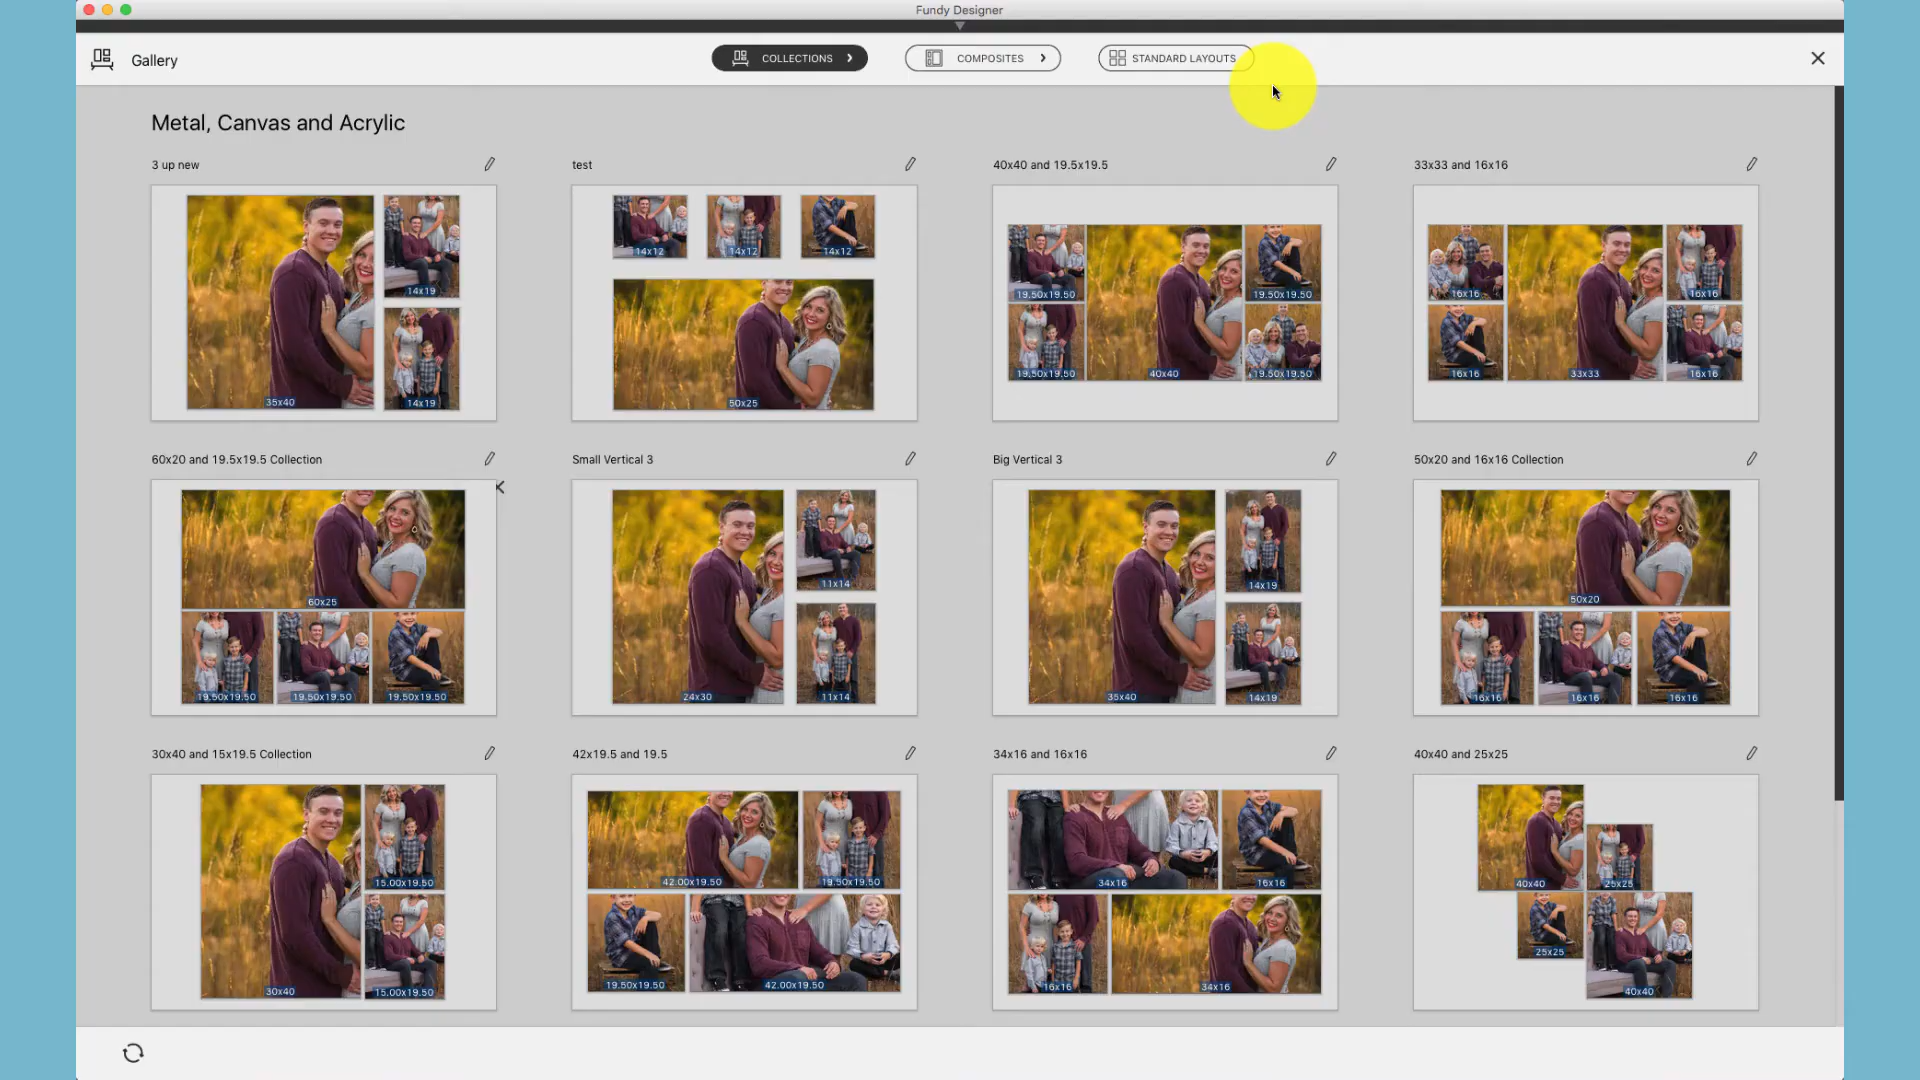 Fundy Designer
Gallery
COLLECTIONS
COMPOSITES
STANDARD LAYOUTS
Metal, Canvas and Acrylic
3 up new
test
40x40 and 19.5x19.5
33x33 and 16x16
14x19
35x40
14x19
14x12
14x12
14x12
50x25
19.50x19.50
19.50x19.50
19.50x19.50
40x40
19.50x19.50
16x16
16x16
16x16
33x33
16x16
60x20 and 19.5x19.5 Collection
Small Vertical 3
Big Vertical 3
50x20 and 16x16 Collection
60x25
19.50x19.50
19.50x19.50
19.50x19.50
11x14
24x30
11x14
14x19
35x40
14x19
50x20
16x16
16x16
16x16
30x40 and 15x19.5 Collection
42x19.5 and 19.5
34x16 and 16x16
40x40 and 25x25
15.00x19.50
30x40
15.00x19.50
42.00x19.50
19.50x19.50
19.50x19.50
42.00x19.50
34x16
16x16
16x16
34x16
40x40
25x25
25x25
40x40